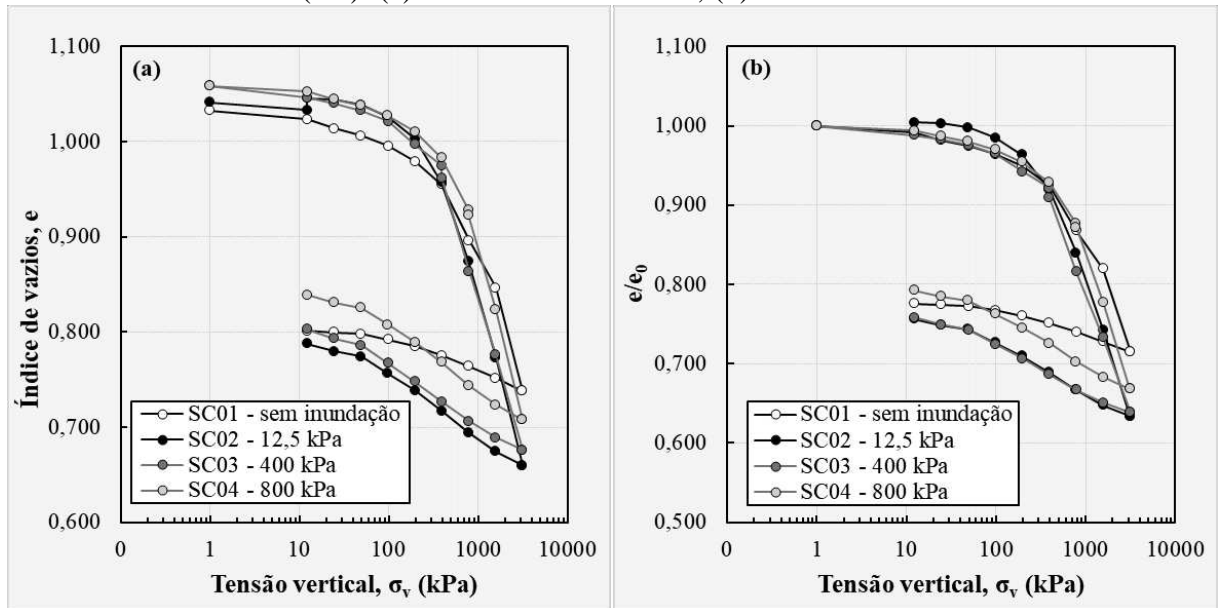 (a)
1,100
1,000
0,900
0,800
0,700
0,600
Índice de vazios, e
SC01 - sem inundação
SC02 - 12,5 kPa
SC03 - 400 kPa
SC04 - 800 kPa
0 1 10 100 1000 10000
Tensão vertical, σv (kPa)
(b)
1,100
1,000
0,900
0,800
0,700
0,600
0,500
e/e0
SC01 - sem inundação
SC02 - 12,5 kPa
SC03 - 400 kPa
SC04 - 800 kPa
0 1 10 100 1000 10000
Tensão vertical, σv (kPa)